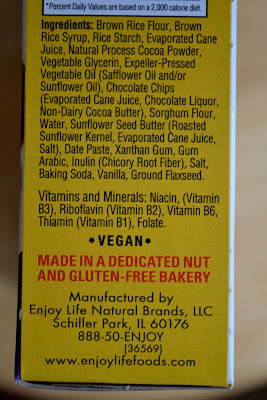 *Percent Daily Values are based on a 2,000 calorie diet.
Ingredients: Brown Rice Flour, Brown
Rice Syrup, Rice Starch, Evaporated Cane
Juice, Natural Process Cocoa Powder,
Vegetable Glycerin, Expeller-Pressed
Vegetable Oil (Safflower Oil and/or
Sunflower Oil), Chocolate Chips
(Evaporated Cane Juice, Chocolate Liquor,
Non-Dairy Cocoa Butter), Sorghum Flour,
Water, Sunflower Seed Butter (Roasted
Sunflower Kernel, Evaporated Cane Juice,
Salt), Date Paste, Xanthan Gum, Gum
Arabic, Inulin (Chicory Root Fiber), Salt,
Baking Soda, Vanilla, Ground Flaxseed.
Vitamins and Minerals: Niacin, (Vitamin
B3), Riboflavin (Vitamin B2), Vitamin B6,
Thiamin (Vitamin B1), Folate.
• VEGAN •
MADE IN A DEDICATED NUT
AND GLUTEN-FREE BAKERY
Manufactured by
Enjoy Life Natural Brands, LLC
Schiller Park, IL 60176
888-50-ENJOY
(36569)
www.enjoylifefoods.com